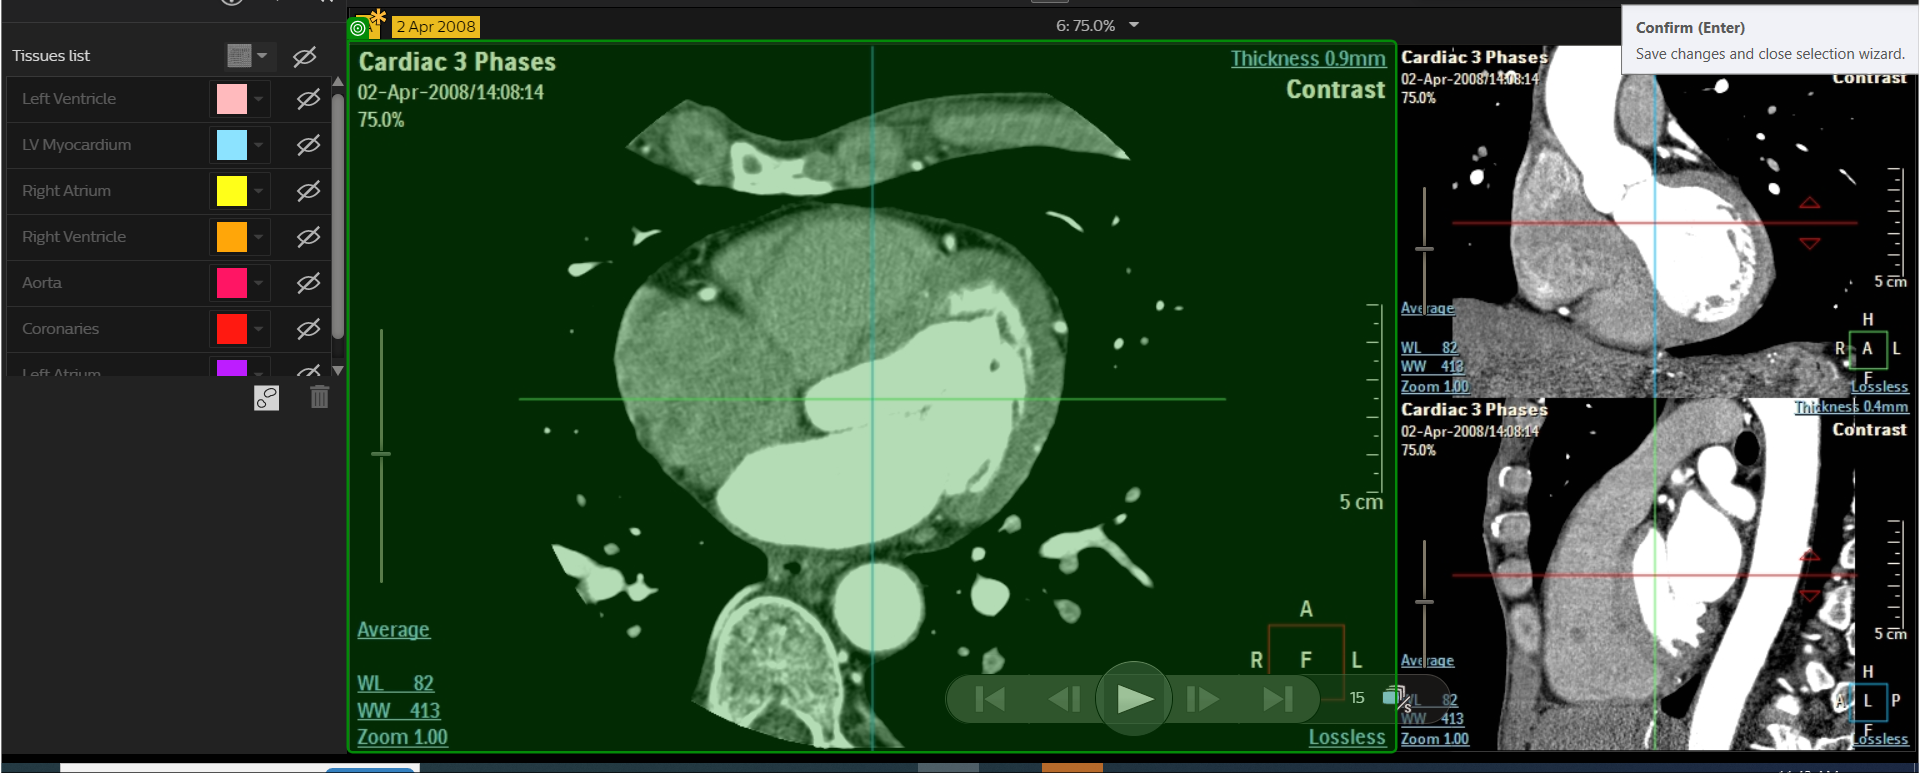 2 Apr 2008
6: 75.0%
Confirm (Enter)
Save changes and close selection wizard.
Tissues list
Left Ventricle
LV Myocardium
Right Atrium
Right Ventricle
Aorta
Coronaries
Left Atrium
Cardiac 3 Phases
02-Apr-2008/14:08:14
75.0%
Thickness 0.9mm
Contrast
5 cm
Average
WL 82
WW 413
Zoom 1.00
A
R F L
15
Lossless
Cardiac 3 Phases
02-Apr-2008/14:08:14
75.0%
Contrast
5 cm
Average
WL 82
WW 413
Zoom 1.00
H
R A L
F
Lossless
Cardiac 3 Phases
02-Apr-2008/14:08:14
75.0%
Thickness 0.4mm
Contrast
5 cm
Average
WL 82
WW 413
Zoom 1.00
H
A L P
F
Lossless